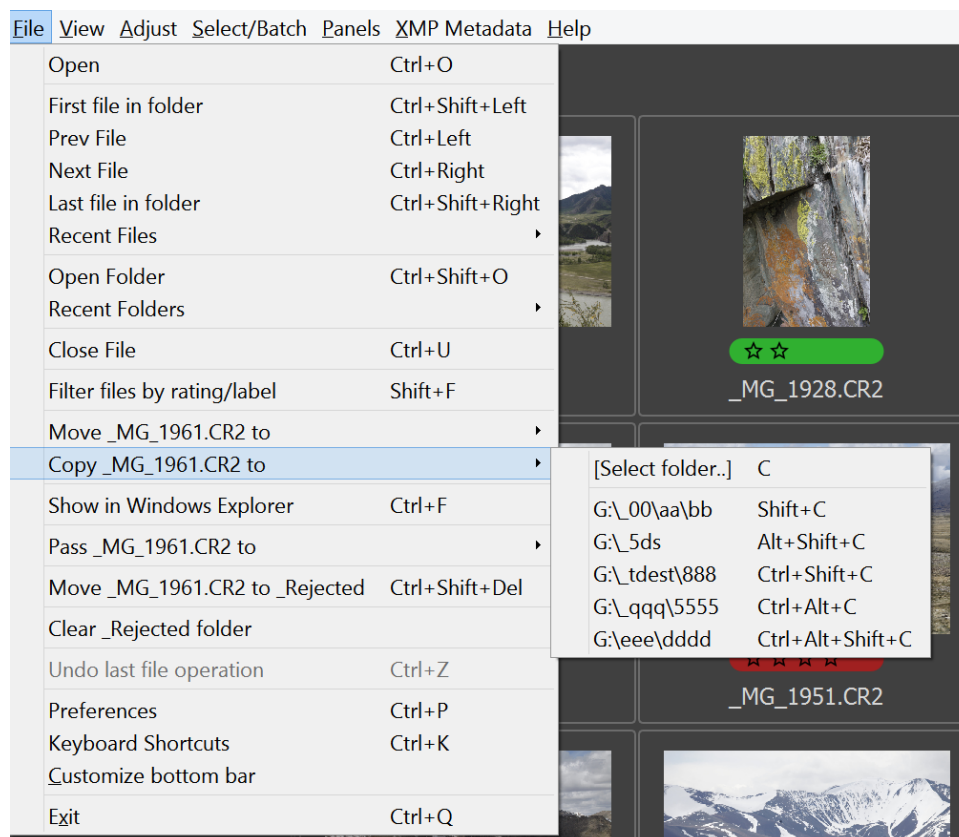 File View Adjust Select/Batch Panels XMP Metadata Help
Open Ctrl+O
First file in folder Ctrl+Shift+Left
Prev File Ctrl+Left
Next File Ctrl+Right
Last file in folder Ctrl+Shift+Right
Recent Files
Open Folder Ctrl+Shift+O
Recent Folders
Close File Ctrl+U
Filter files by rating/label Shift+F
Move _MG_1961.CR2 to
Copy _MG_1961.CR2 to
Show in Windows Explorer Ctrl+F
Pass _MG_1961.CR2 to
Move _MG_1961.CR2 to _Rejected Ctrl+Shift+Del
Clear _Rejected folder
Undo last file operation Ctrl+Z
Preferences Ctrl+P
Keyboard Shortcuts Ctrl+K
Customize bottom bar
Exit Ctrl+Q
[Select folder..] C
G:\_00\aa\bb Shift+C
G:\_5ds Alt+Shift+C
G:\_tdest\888 Ctrl+Shift+C
G:\_qqq\5555 Ctrl+Alt+C
G:\eee\dddd Ctrl+Alt+Shift+C
_MG_1928.CR2
_MG_1951.CR2